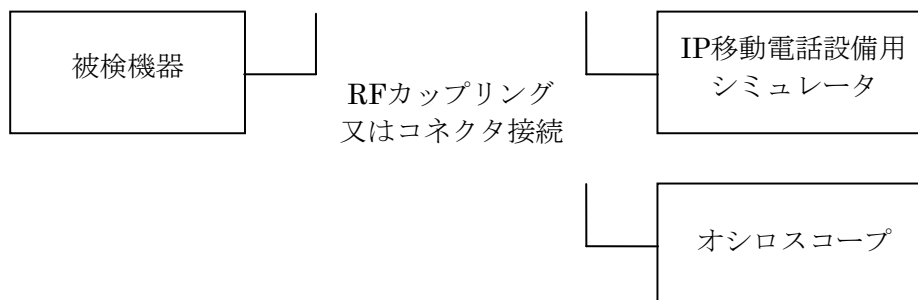 被検機器
RFカップリング
又はコネクタ接続
IP移動電話設備用
シミュレータ
オシロスコープ